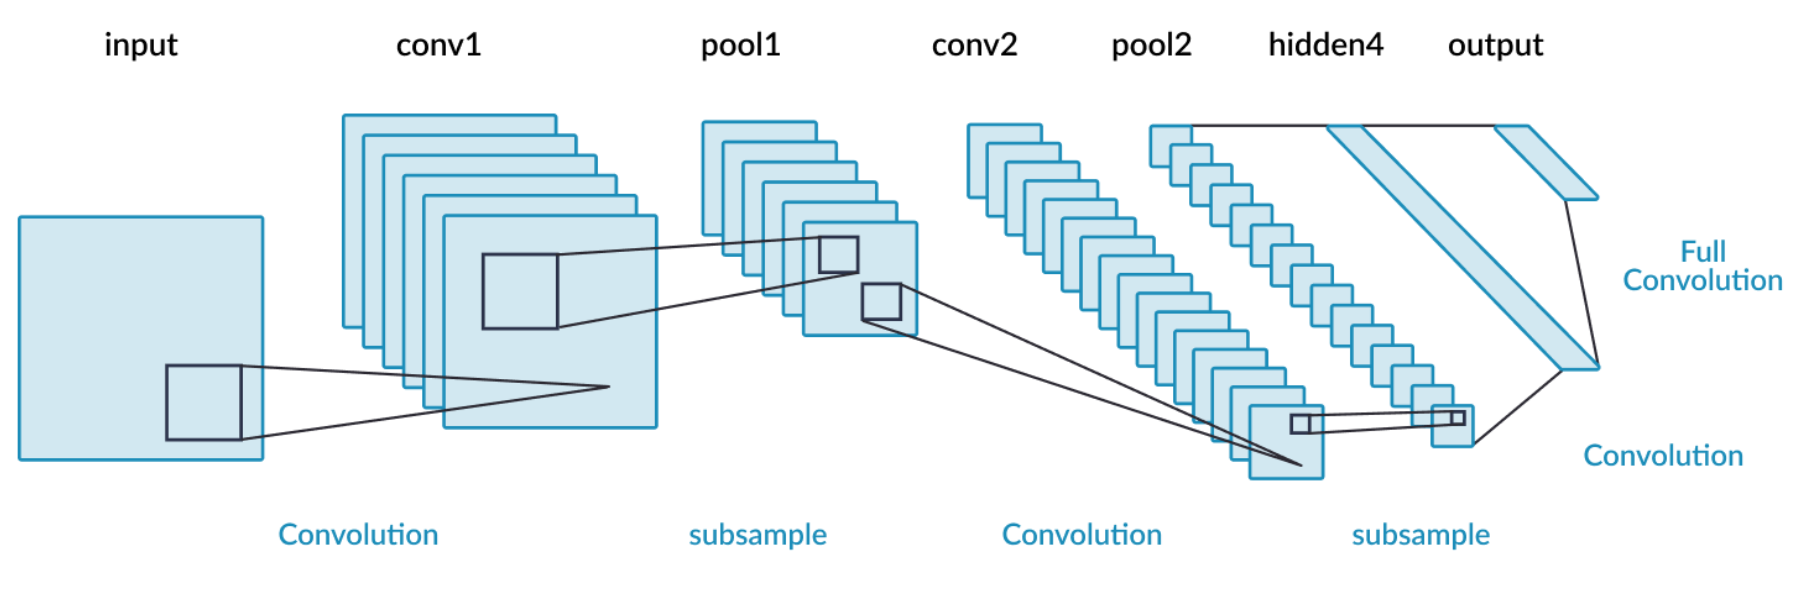 input
conv1
pool1
conv2
pool2
hidden4
output
Full
Convolution
Convolution
Convolution
subsample
Convolution
subsample